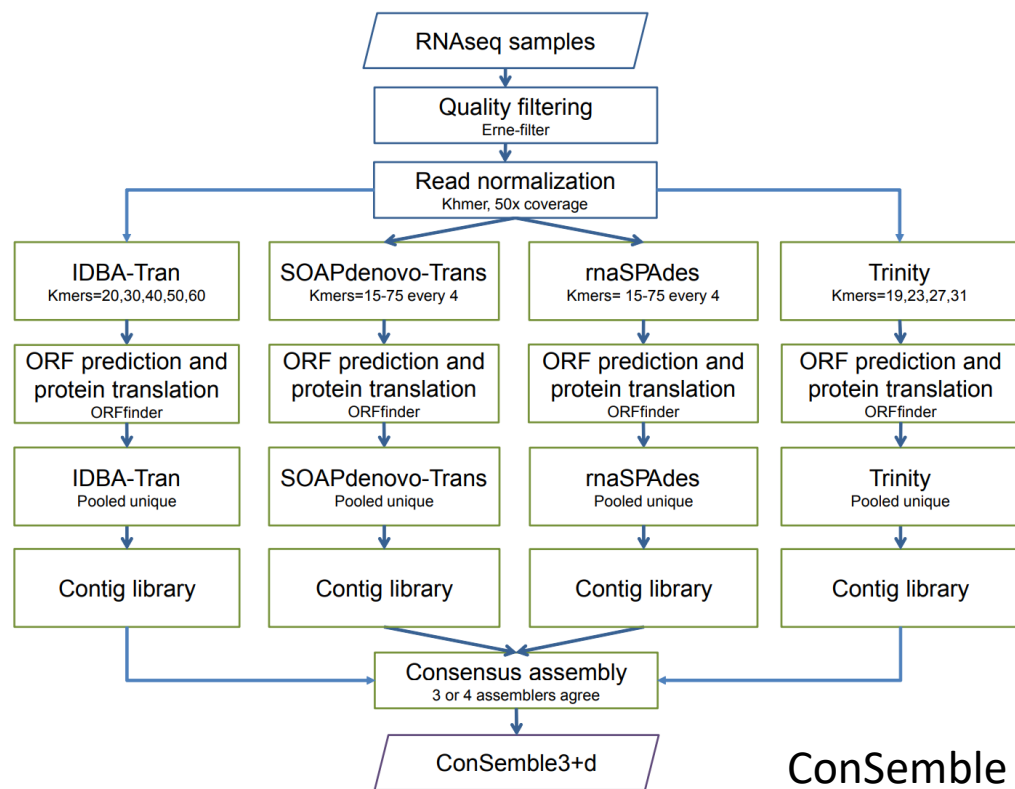 RNAseq samples
Quality filtering
Erne-filter
Read normalization
Khmer, 50x coverage
IDBA-Tran
Kmers=20,30,40,50,60
SOAPdenovo-Trans
Kmers=15-75 every 4
rnaSPAdes
Kmers= 15-75 every 4
Trinity
Kmers=19,23,27,31
ORF prediction and
protein translation
ORFfinder
ORF prediction and
protein translation
ORFfinder
ORF prediction and
protein translation
ORFfinder
ORF prediction and
protein translation
ORFfinder
IDBA-Tran
Pooled unique
SOAPdenovo-Trans
Pooled unique
rnaSPAdes
Pooled unique
Trinity
Pooled unique
Contig library
Contig library
Contig library
Contig library
Consensus assembly
3 or 4 assemblers agree
ConSemble3+d
ConSemble